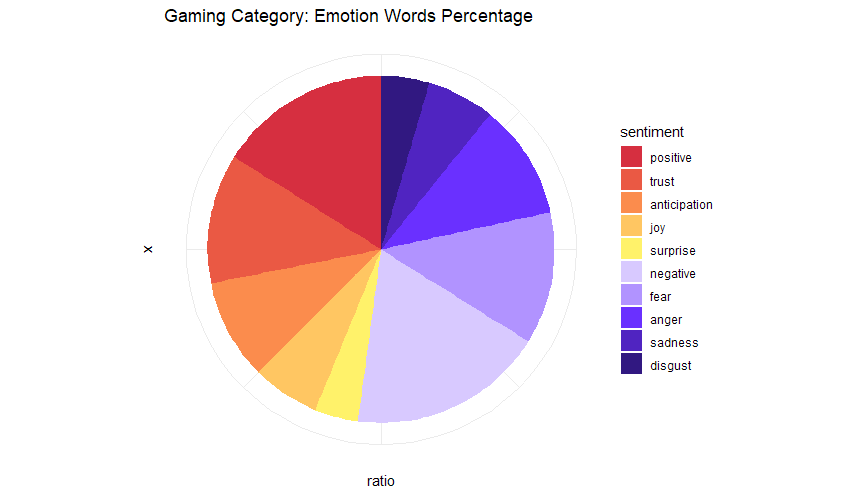 Gaming Category: Emotion Words Percentage
x
ratio
sentiment
positive
trust
anticipation
joy
surprise
negative
fear
anger
sadness
disgust